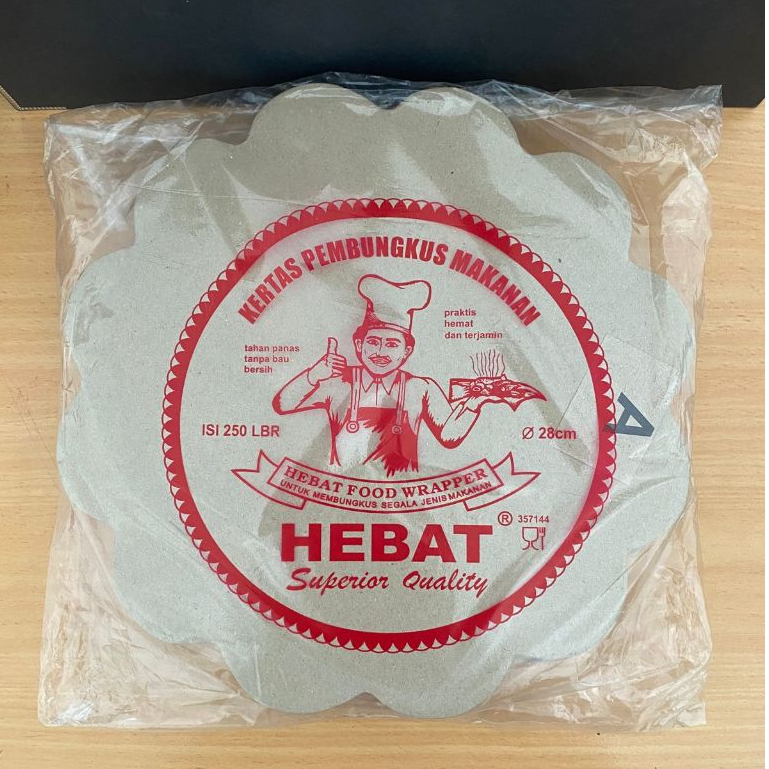 KERTAS PEMBUNGKUS MAKANAN
praktis
hemat
dan terjamin
tahan panas
tanpa bau
bersih
ISI 250 LBR
Ø 28cm
A
HEBAT FOOD WRAPPER
UNTUK MEMBUNGKUS SEGALA JENIS MAKANAN
HEBAT ® 357144
Superior Quality